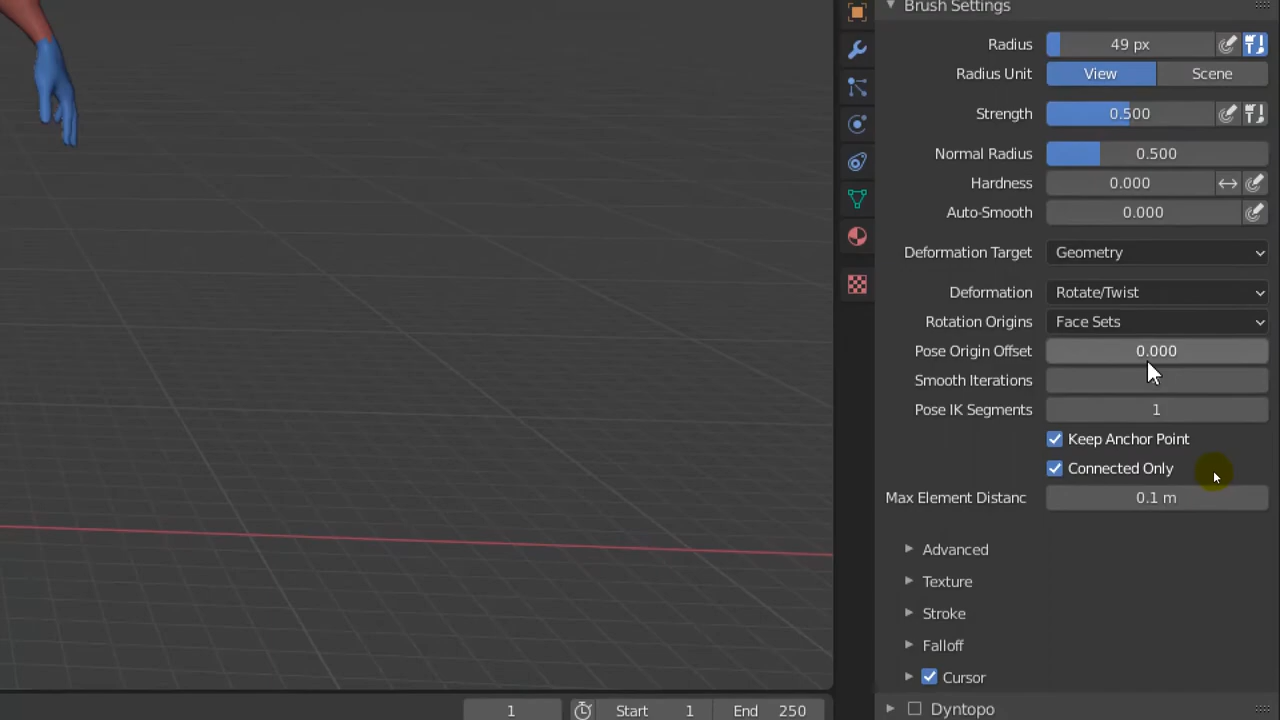 Brush Settings
Radius 49 px
Radius Unit View Scene
Strength 0.500
Normal Radius 0.500
Hardness 0.000
Auto-Smooth 0.000
Deformation Target Geometry
Deformation Rotate/Twist
Rotation Origins Face Sets
Pose Origin Offset 0.000
Smooth Iterations
Pose IK Segments 1
Keep Anchor Point
Connected Only
Max Element Distanc 0.1 m
Advanced
Texture
Stroke
Falloff
Cursor
Dyntopo
1 Start 1 End 250